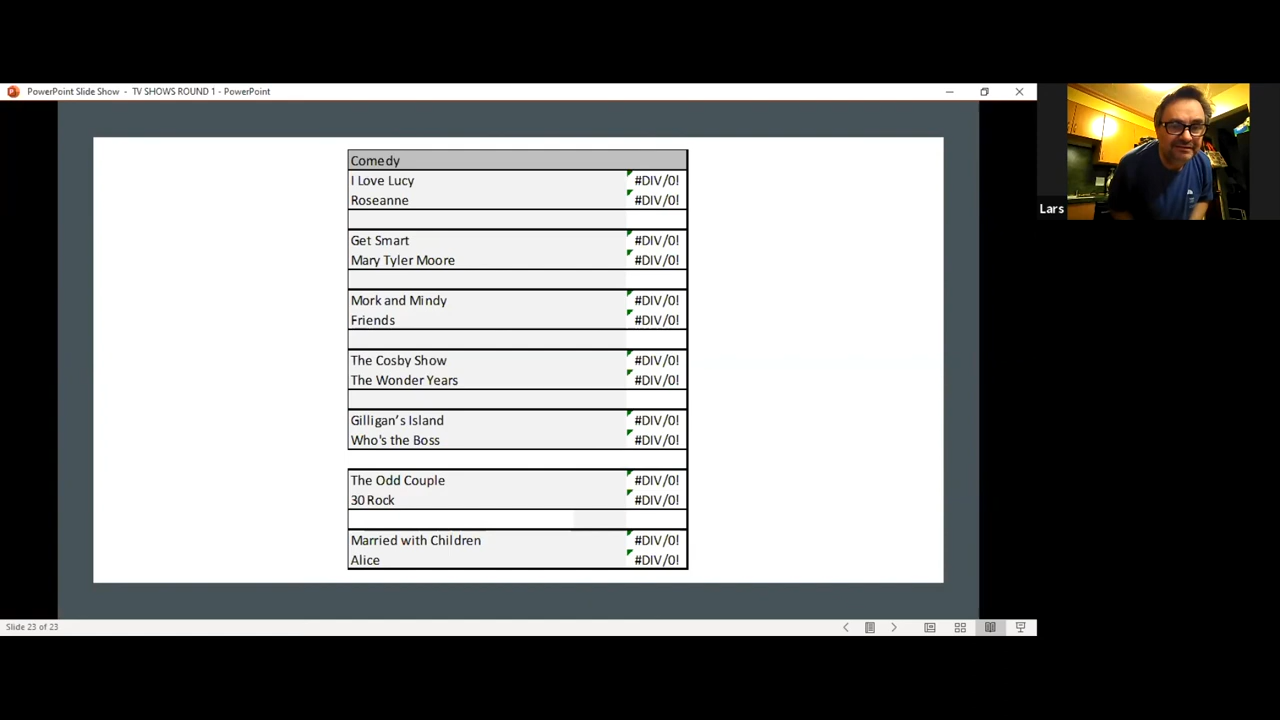 PowerPoint Slide Show - TV SHOWS ROUND 1 - PowerPoint
Comedy
I Love Lucy #DIV/0!
Roseanne #DIV/0!
Get Smart #DIV/0!
Mary Tyler Moore #DIV/0!
Mork and Mindy #DIV/0!
Friends #DIV/0!
The Cosby Show #DIV/0!
The Wonder Years #DIV/0!
Gilligan’s Island #DIV/0!
Who's the Boss #DIV/0!
The Odd Couple #DIV/0!
30 Rock #DIV/0!
Married with Children #DIV/0!
Alice #DIV/0!
Slide 23 of 23
Lars